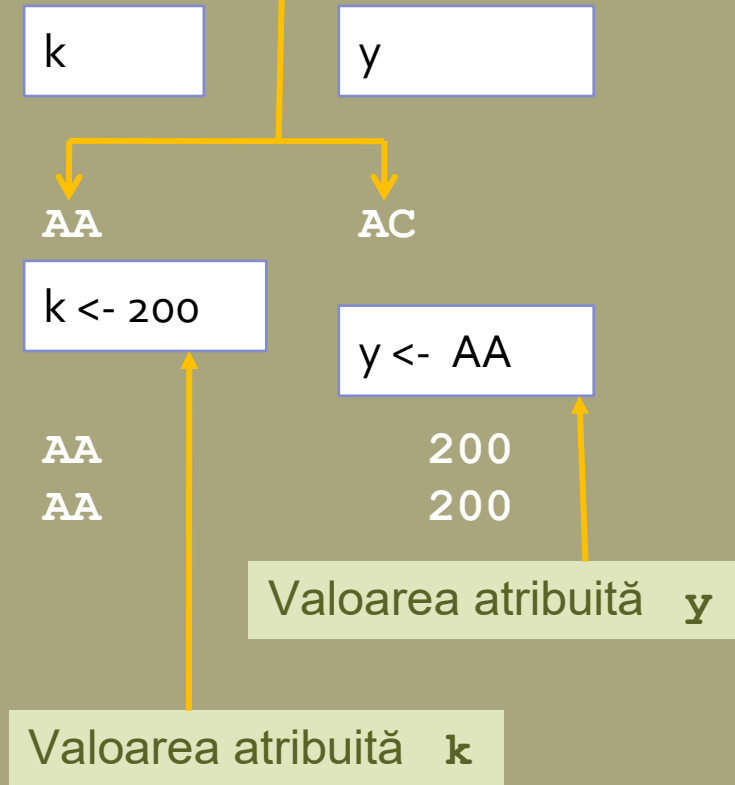 k y
AA AC
k <- 200
y <- AA
AA 200
AA 200
Valoarea atribuită y
Valoarea atribuită k